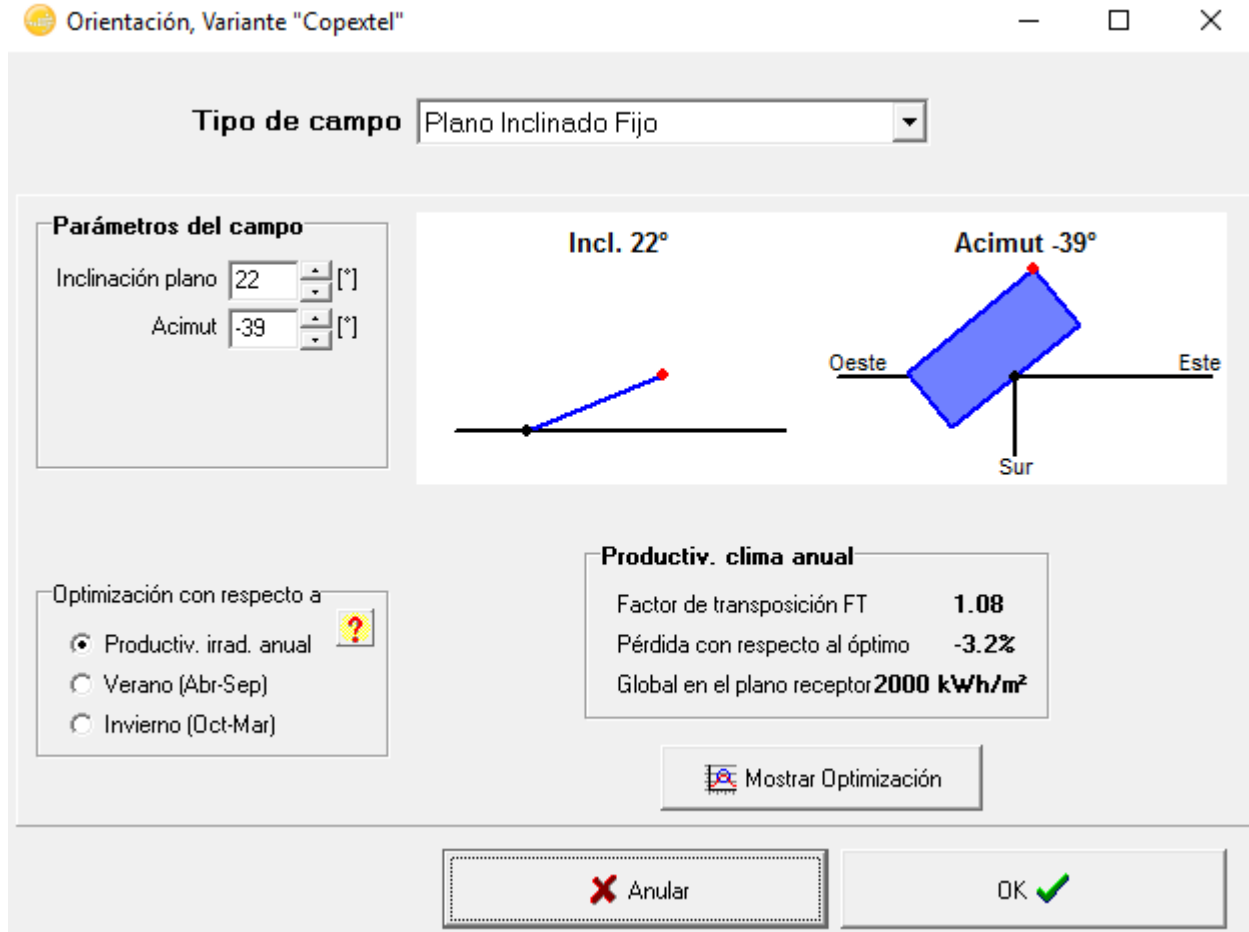 Orientación, Variante "Copextel"
Tipo de campo Plano Inclinado Fijo
Parámetros del campo
Inclinación plano 22 [°]
Acimut -39 [°]
Incl. 22°
Acimut -39°
Oeste
Este
Sur
Optimización con respecto a
?
Productiv. irrad. anual
Verano (Abr-Sep)
Invierno (Oct-Mar)
Productiv. clima anual
Factor de transposición FT 1.08
Pérdida con respecto al óptimo -3.2%
Global en el plano receptor 2000 kWh/m²
Mostrar Optimización
Anular
OK